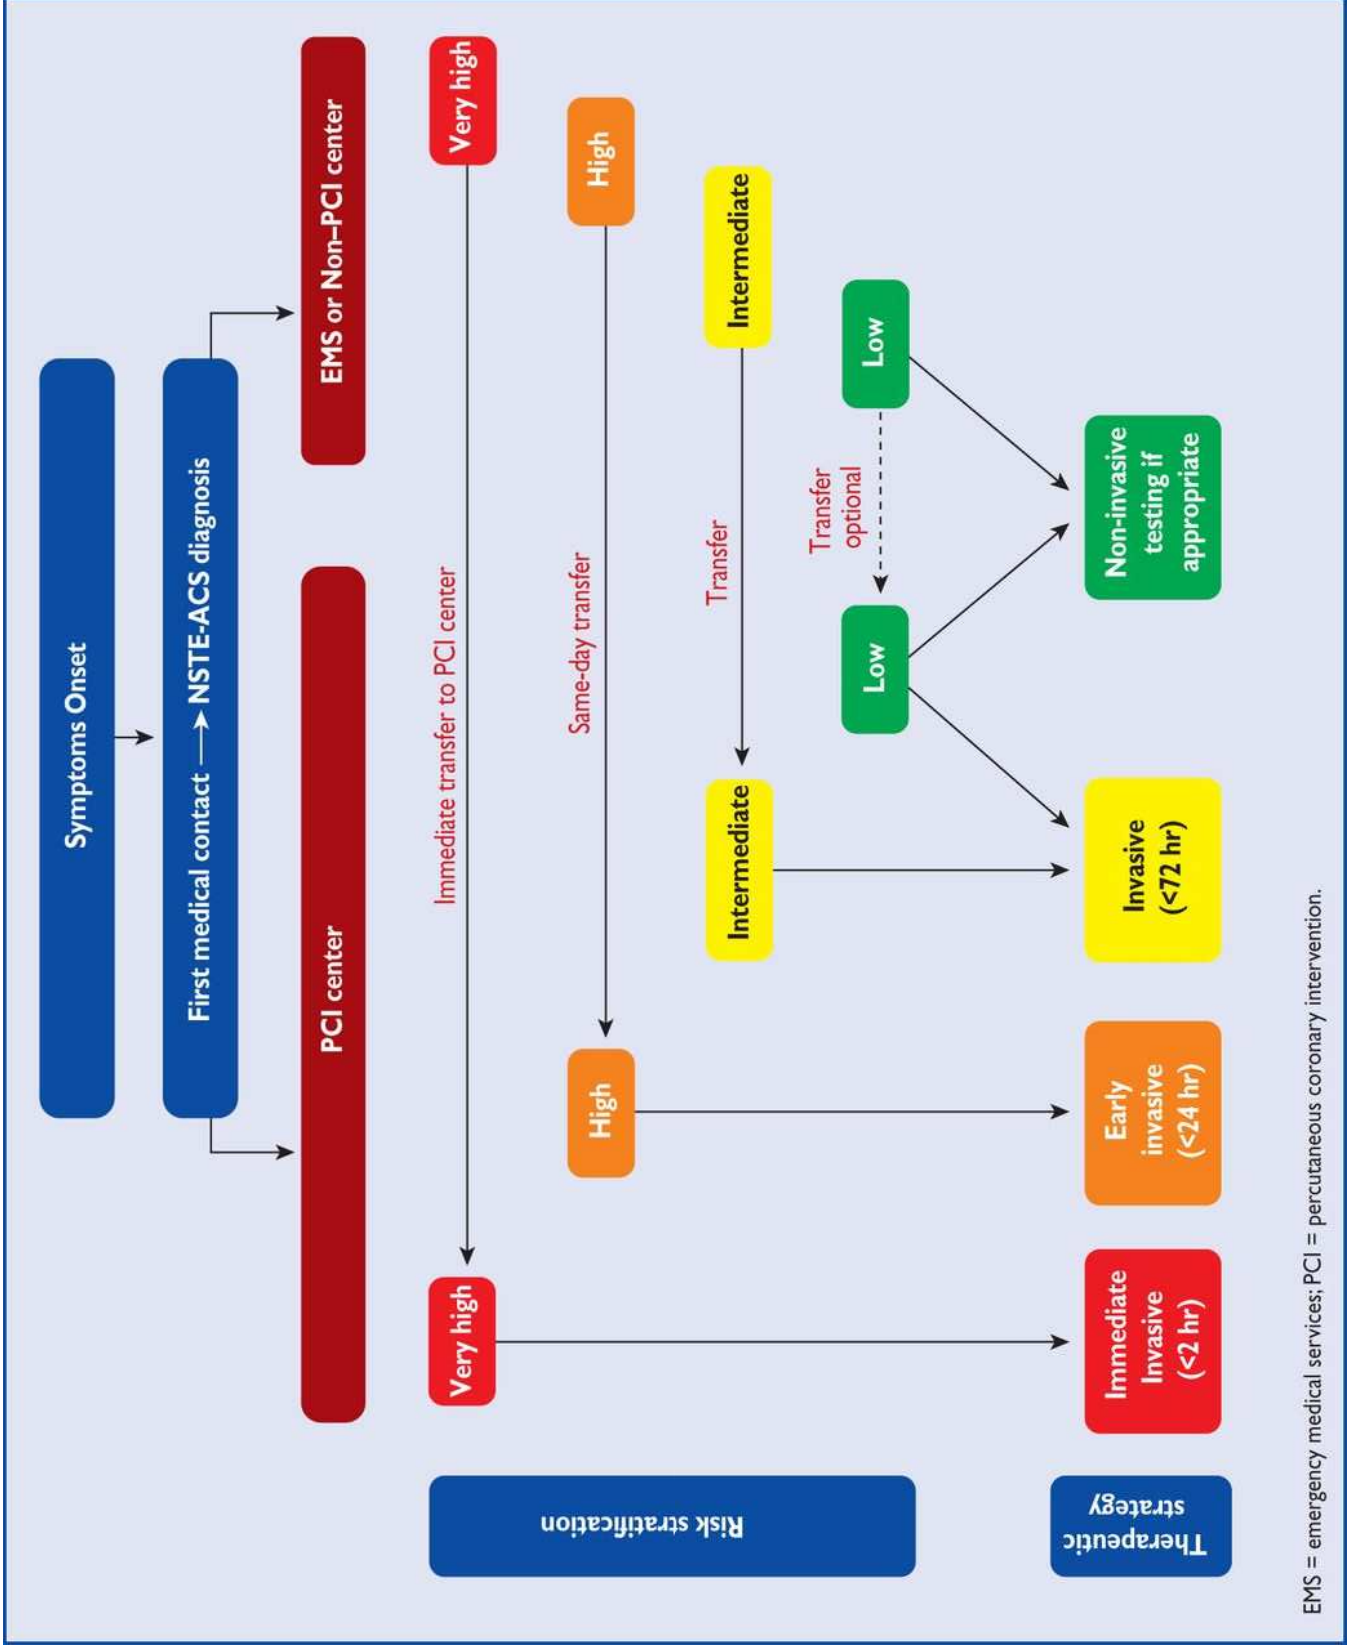 Symptoms Onset
First medical contact → NSTE-ACS diagnosis
PCI center
EMS or Non–PCI center
Risk stratification
Very high
Immediate transfer to PCI center
Very high
High
Same-day transfer
High
Intermediate
Transfer
Intermediate
Low
Transfer
optional
Low
Therapeutic
strategy
Immediate
Invasive
(<2 hr)
Early
invasive
(<24 hr)
Invasive
(<72 hr)
Non-invasive
testing if
appropriate
EMS = emergency medical services; PCI = percutaneous coronary intervention.